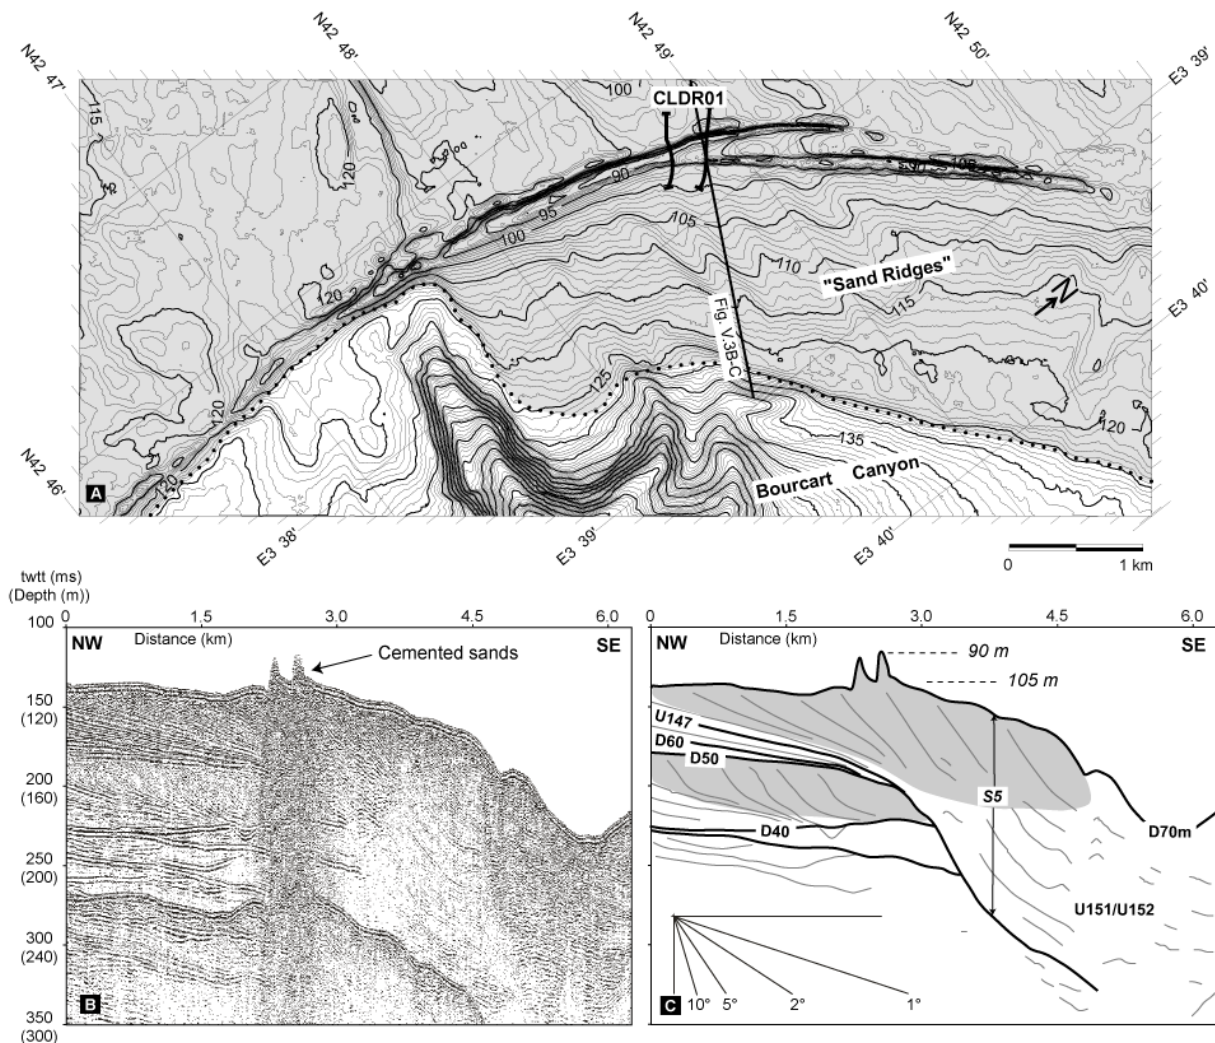 N42 47'
N42 48'
N42 49'
N42 50'
E3 39'
115
120
100
CLDR01
90
95
100
105
105
110
"Sand Ridges"
115
N
E3 40'
120
120
125
Fig. V.3B-C
120
135
120
N42 46'
A
Bourcart Canyon
E3 38'
E3 39'
E3 40'
0 1 km
twtt (ms)
(Depth (m))
0 1.5 3.0 4.5 6.0
100
NW Distance (km) SE
Cemented sands
150
(120)
200
(160)
250
(200)
300
(240)
350
(300)
B
0 1.5 3.0 4.5 6.0
NW Distance (km) SE
90 m
105 m
U147
D60
D50
S5
D40
D70m
U151/U152
10° 5° 2° 1°
C